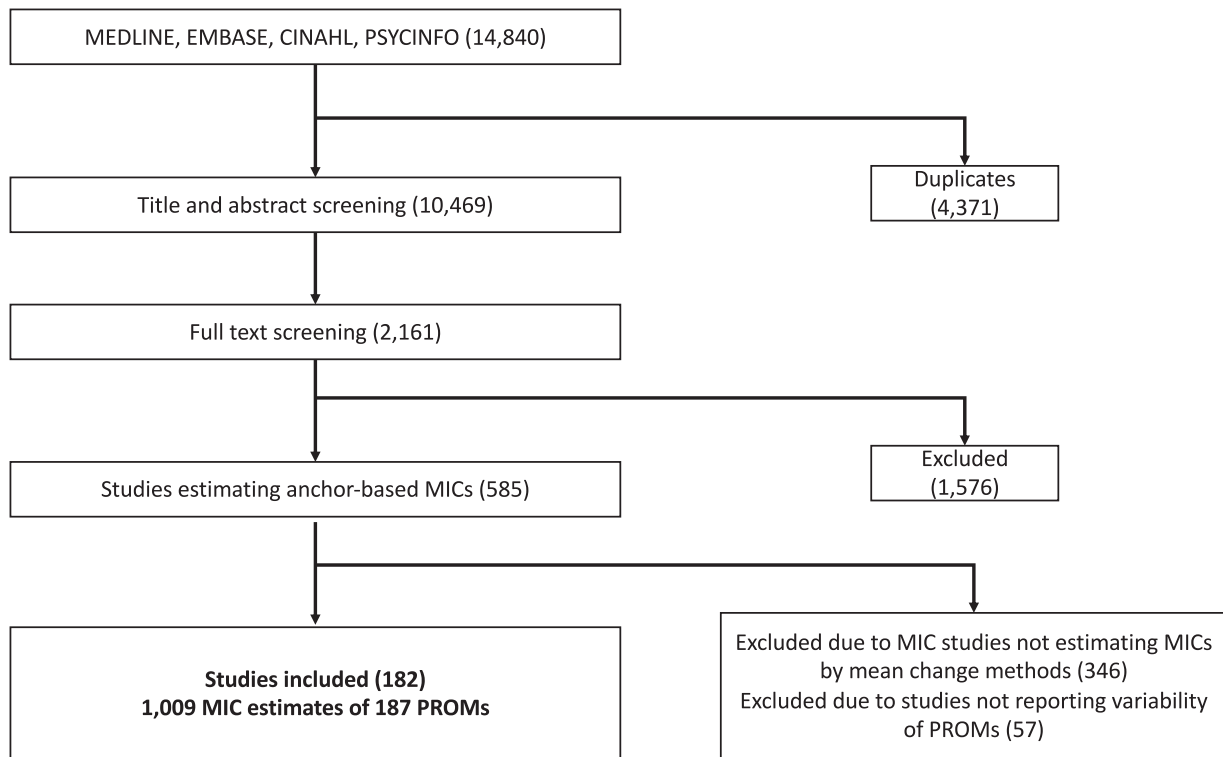 MEDLINE, EMBASE, CINAHL, PSYCINFO (14,840)
Duplicates
(4,371)
Title and abstract screening (10,469)
Full text screening (2,161)
Excluded
(1,576)
Studies estimating anchor-based MICs (585)
Excluded due to MIC studies not estimating MICs
by mean change methods (346)
Excluded due to studies not reporting variability
of PROMs (57)
Studies included (182)
1,009 MIC estimates of 187 PROMs